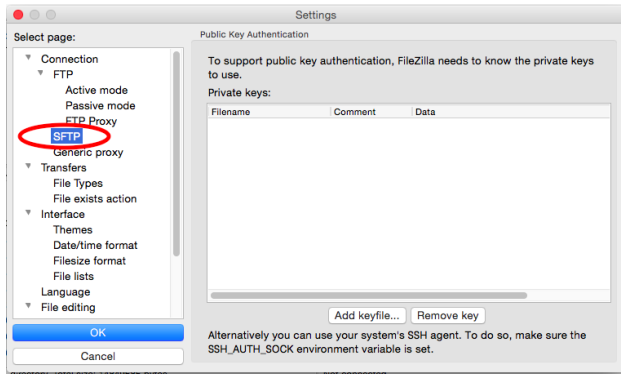 Settings
Select page:
Connection
FTP
Active mode
Passive mode
FTP Proxy
SFTP
Generic proxy
Transfers
File Types
File exists action
Interface
Themes
Date/time format
Filesize format
File lists
Language
File editing
OK
Cancel
Public Key Authentication
To support public key authentication, FileZilla needs to know the private keys
to use.
Private keys:
Filename Comment Data
Add keyfile... Remove key
Alternatively you can use your system's SSH agent. To do so, make sure the
SSH_AUTH_SOCK environment variable is set.